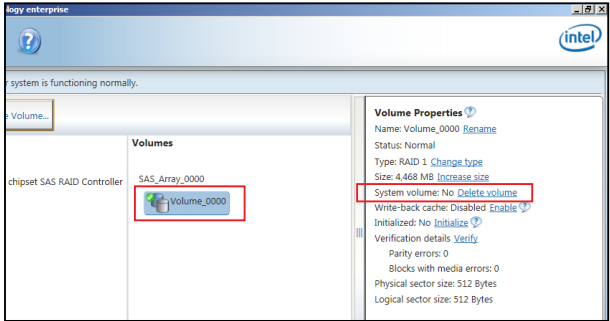 ology enterprise
intel
r system is functioning normally.
e Volume...
Volumes
chipset SAS RAID Controller
SAS_Array_0000
Volume_0000
Volume Properties
Name: Volume_0000 Rename
Status: Normal
Type: RAID 1 Change type
Size: 4,468 MB Increase size
System volume: No Delete volume
Write-back cache: Disabled Enable
Initialized: No Initialize
Verification details Verify
Parity errors: 0
Blocks with media errors: 0
Physical sector size: 512 Bytes
Logical sector size: 512 Bytes